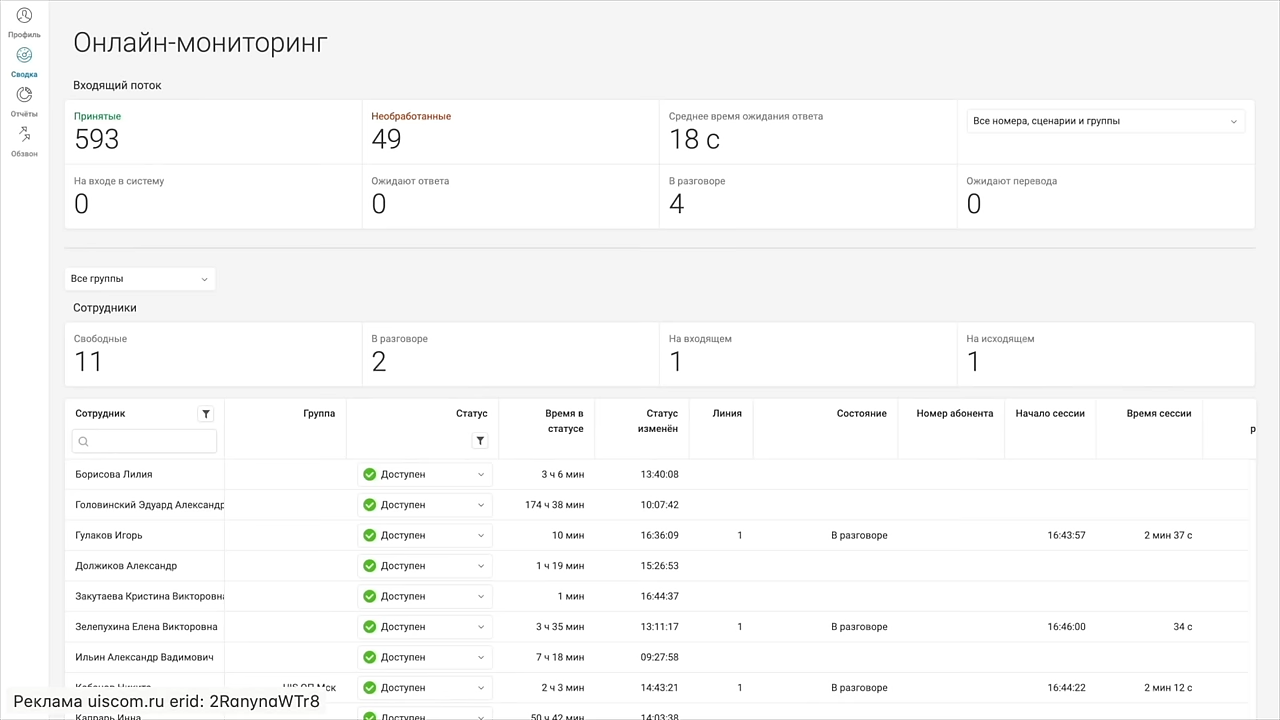 Профиль
Сводка
Отчёты
Обзвон
Онлайн-мониторинг
Входящий поток
Принятые
593
Необработанные
49
Среднее время ожидания ответа
18 с
Все номера, сценарии и группы
На входе в систему
0
Ожидают ответа
0
В разговоре
4
Ожидают перевода
0
Все группы
Сотрудники
Свободные
11
В разговоре
2
На входящем
1
На исходящем
1
Сотрудник Группа Статус Время в статусе Статус изменён Линия Состояние Номер абонента Начало сессии Время сессии р
Борисова Лилия Доступен 3 ч 6 мин 13:40:08
Головинский Эдуард Александр Доступен 174 ч 38 мин 10:07:42
Гулаков Игорь Доступен 10 мин 16:36:09 1 В разговоре 16:43:57 2 мин 37 с
Должиков Александр Доступен 1 ч 19 мин 15:26:53
Закутаева Кристина Викторовна Доступен 1 мин 16:44:37
Зелепухина Елена Викторовна Доступен 3 ч 35 мин 13:11:17 1 В разговоре 16:46:00 34 с
Ильин Александр Вадимович Доступен 7 ч 18 мин 09:27:58
UIS ОП Мск Доступен 2 ч 3 мин 14:43:21 1 В разговоре 16:44:22 2 мин 12 с
Капларь Инна Доступен 50 ч 42 мин 14:03:38
Реклама uiscom.ru erid: 2RanynaWTr8